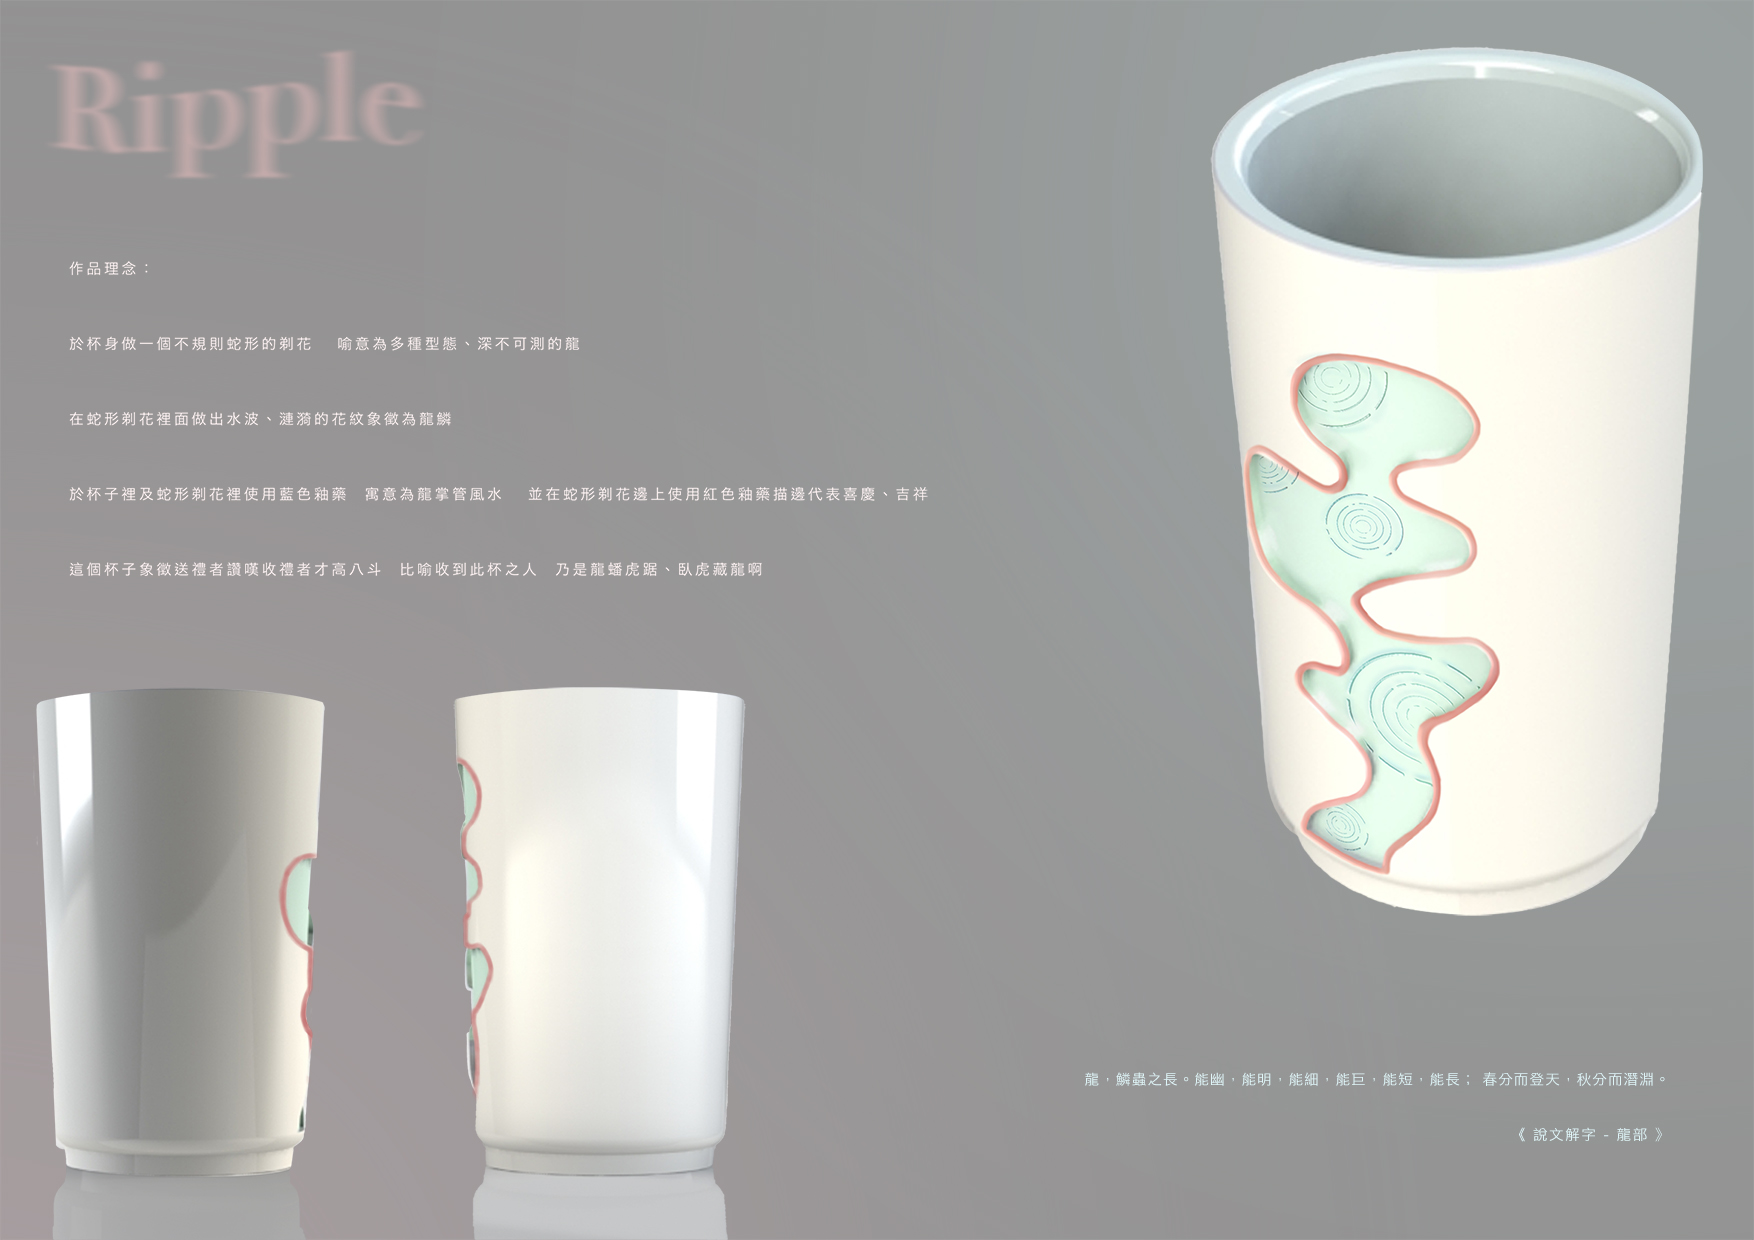 Ripple
作品理念：
於杯身做一個不規則蛇形的剃花 喻意為多種型態、深不可測的龍
在蛇形剃花裡面做出水波、漣漪的花紋象徵為龍鱗
於杯子裡及蛇形剃花裡使用藍色釉藥 寓意為龍掌管風水 並在蛇形剃花邊上使用紅色釉藥描邊代表喜慶、吉祥
這個杯子象徵送禮者讚嘆收禮者才高八斗 比喻收到此杯之人 乃是龍蟠虎踞、臥虎藏龍啊
龍，鱗蟲之長。能幽，能明，能細，能巨，能短，能長； 春分而登天，秋分而潛淵。
《 說文解字 - 龍部 》